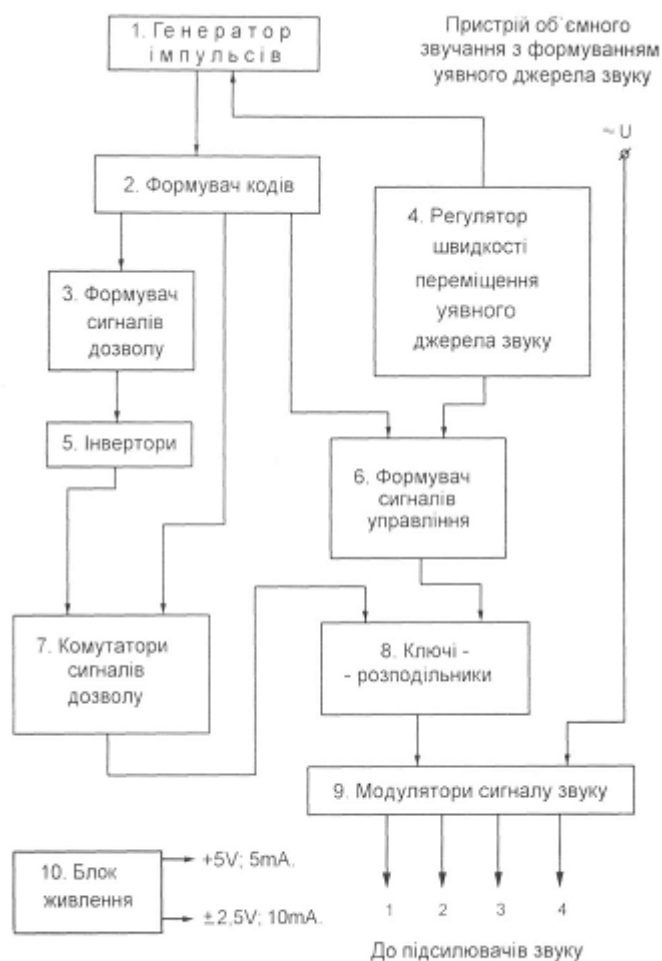 1. Генератор
імпульсів
Пристрій об`ємного
звучання з формуванням
уявного джерела звуку
~ U
2. Формувач кодів
4. Регулятор
швидкості
переміщення
уявного
джерела звуку
3. Формувач
сигналів
дозволу
5. Інвертори
6. Формувач
сигналів
управління
7. Комутатори
сигналів
дозволу
8. Ключі -
- розподільники
9. Модулятори сигналу звуку
10. Блок
живлення
+5V; 5mA.
±2,5V; 10mA.
1 2 3 4
До підсилювачів звуку